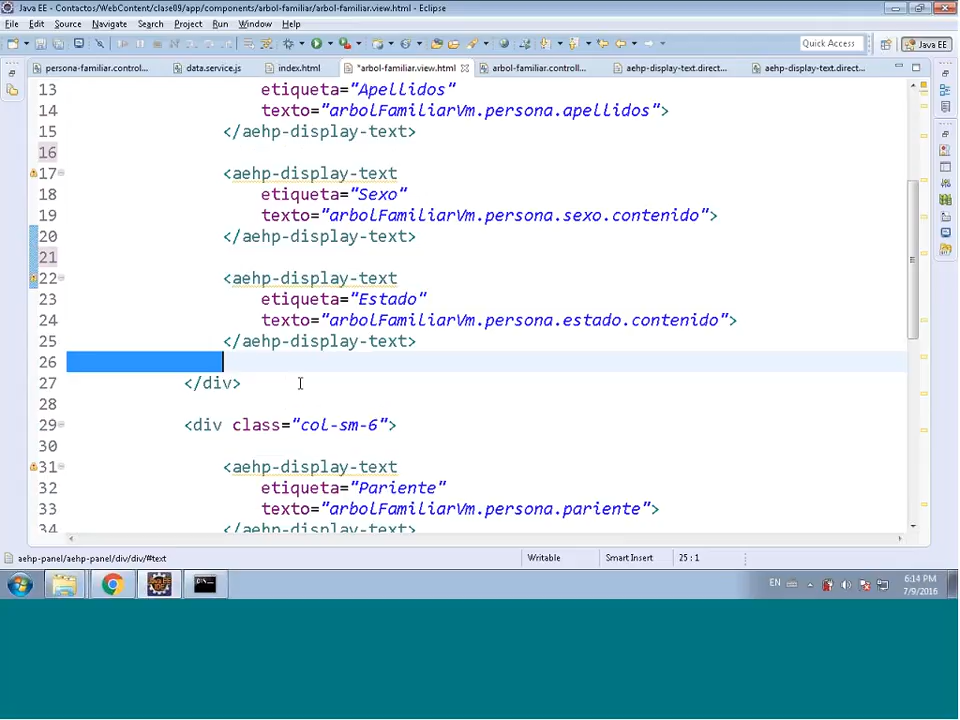 Java EE - Contactos/WebContent/clase09/app/components/arbol-familiar/arbol-familiar.view.html - Eclipse
File Edit Source Navigate Search Project Run Window Help
Quick Access Java EE
persona-familiar.control... data.service.js index.html *arbol-familiar.view.html arbol-familiar.controll... aehp-display-text.direct... aehp-display-text.direct...
13 etiqueta="Apellidos"
14 texto="arbolFamiliarVm.persona.apellidos">
15 </aehp-display-text>
16
17 <aehp-display-text
18 etiqueta="Sexo"
19 texto="arbolFamiliarVm.persona.sexo.contenido">
20 </aehp-display-text>
21
22 <aehp-display-text
23 etiqueta="Estado"
24 texto="arbolFamiliarVm.persona.estado.contenido">
25 </aehp-display-text>
26
27 </div>
28
29 <div class="col-sm-6">
30
31 <aehp-display-text
32 etiqueta="Pariente"
33 texto="arbolFamiliarVm.persona.pariente">
34 </aehp-display-text>
aehp-panel/aehp-panel/div/div/#text Writable Smart Insert 25 : 1
EN 6:14 PM
7/9/2016